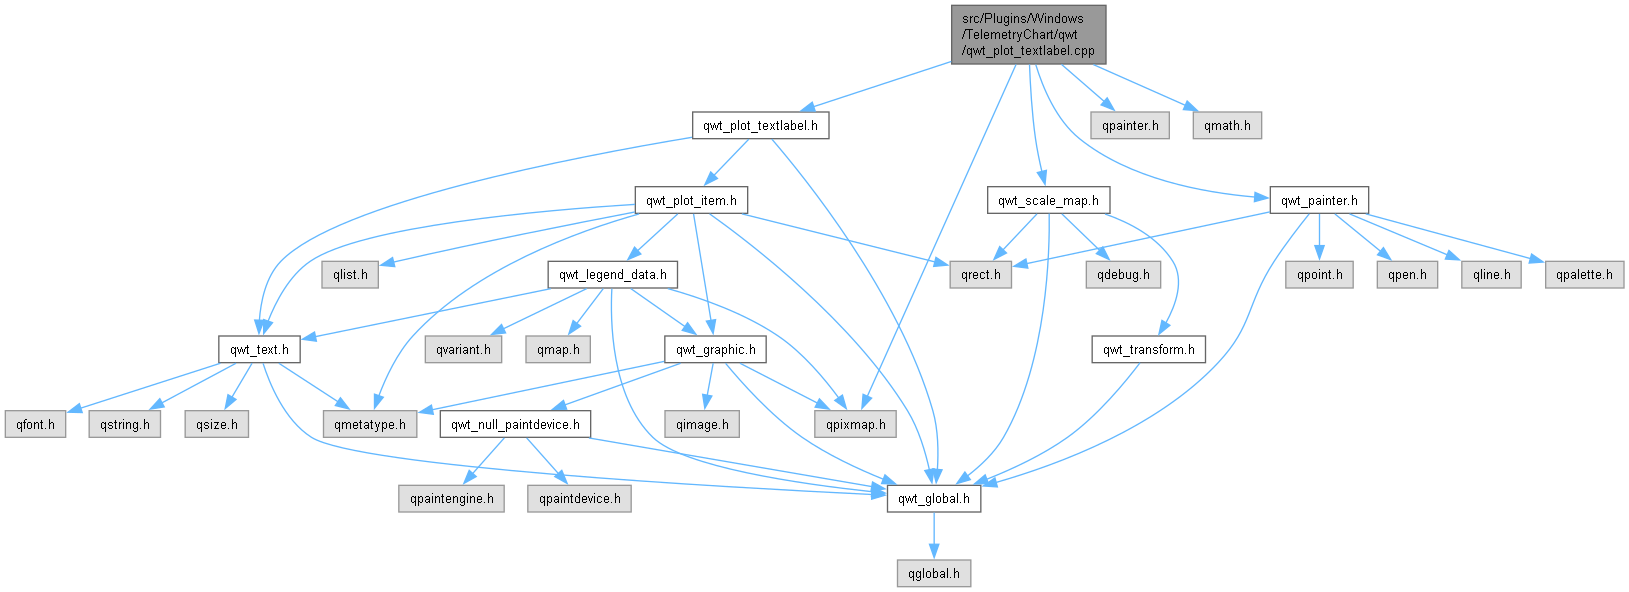 src/Plugins/Windows
/TelemetryChart/qwt
/qwt_plot_textlabel.cpp
qwt_plot_textlabel.h
qpainter.h
qmath.h
qwt_plot_item.h
qwt_scale_map.h
qwt_painter.h
qlist.h
qwt_legend_data.h
qrect.h
qdebug.h
qpoint.h
qpen.h
qline.h
qpalette.h
qwt_text.h
qvariant.h
qmap.h
qwt_graphic.h
qwt_transform.h
qfont.h
qstring.h
qsize.h
qmetatype.h
qwt_null_paintdevice.h
qimage.h
qpixmap.h
qpaintengine.h
qpaintdevice.h
qwt_global.h
qglobal.h